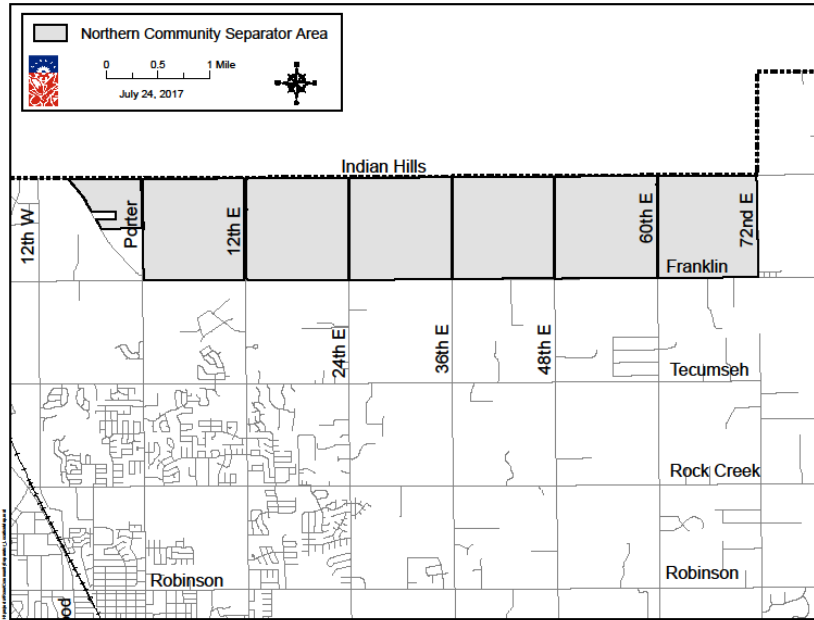 Northern Community Separator Area
0 0.5 1 Mile
July 24, 2017
Indian Hills
12th W
Porter
12th E
60th E
72nd E
Franklin
24th E
36th E
48th E
Tecumseh
Rock Creek
Robinson
Robinson
od